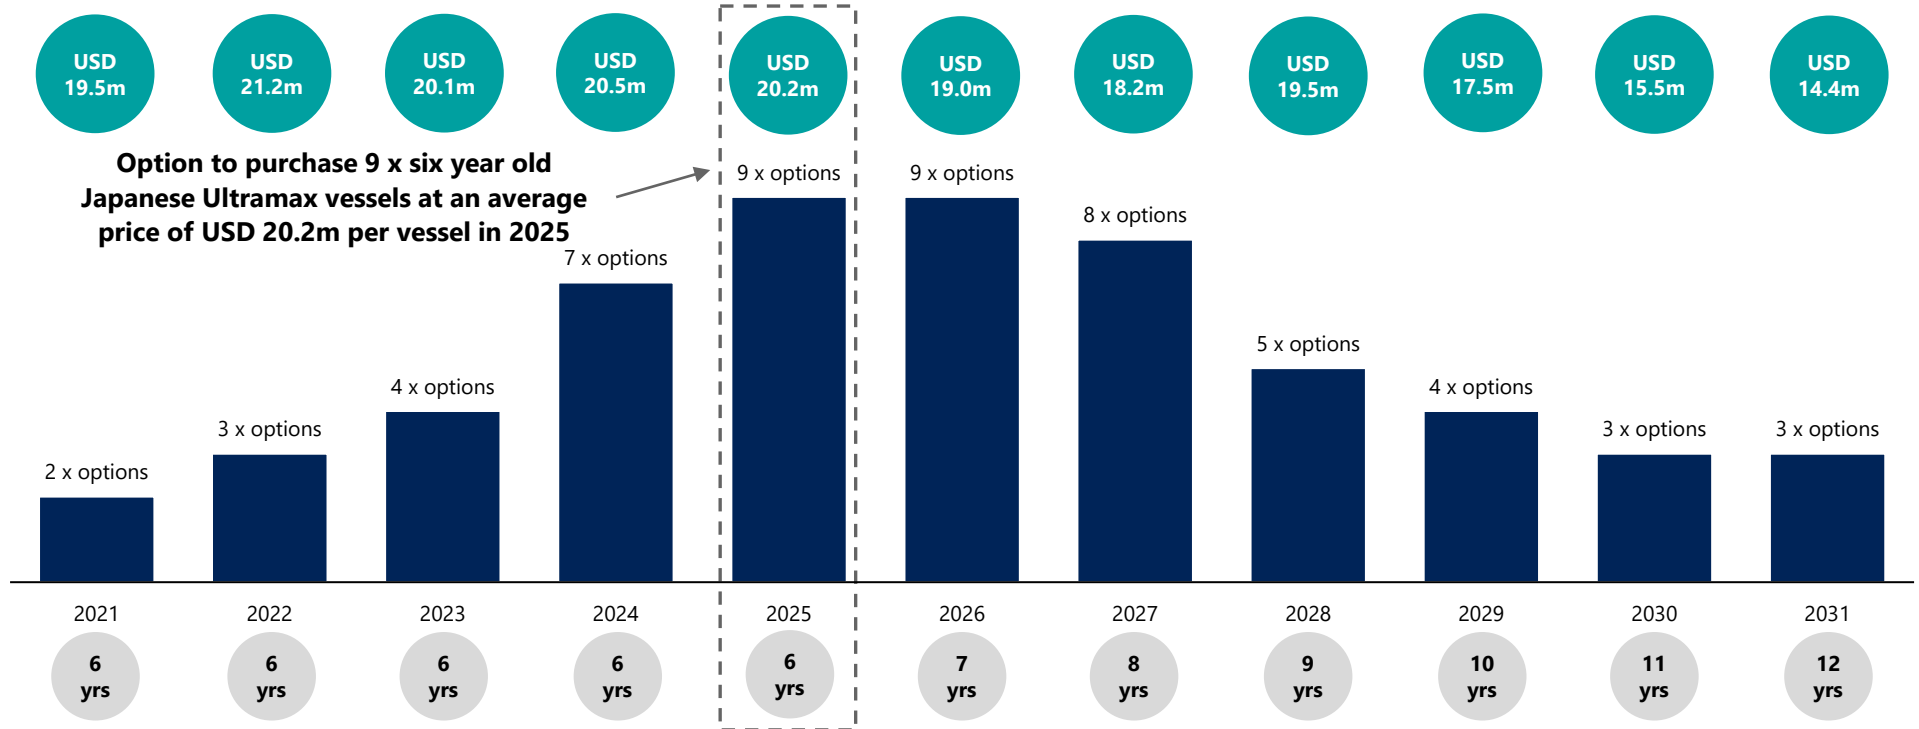 USD
19.5m
USD
21.2m
USD
20.1m
USD
20.5m
USD
20.2m
USD
19.0m
USD
18.2m
USD
19.5m
USD
17.5m
USD
15.5m
USD
14.4m
Option to purchase 9 x six year old
Japanese Ultramax vessels at an average
price of USD 20.2m per vessel in 2025
2 x options
3 x options
4 x options
7 x options
9 x options
9 x options
8 x options
5 x options
4 x options
3 x options
3 x options
2021
2022
2023
2024
2025
2026
2027
2028
2029
2030
2031
6
yrs
6
yrs
6
yrs
6
yrs
6
yrs
7
yrs
8
yrs
9
yrs
10
yrs
11
yrs
12
yrs